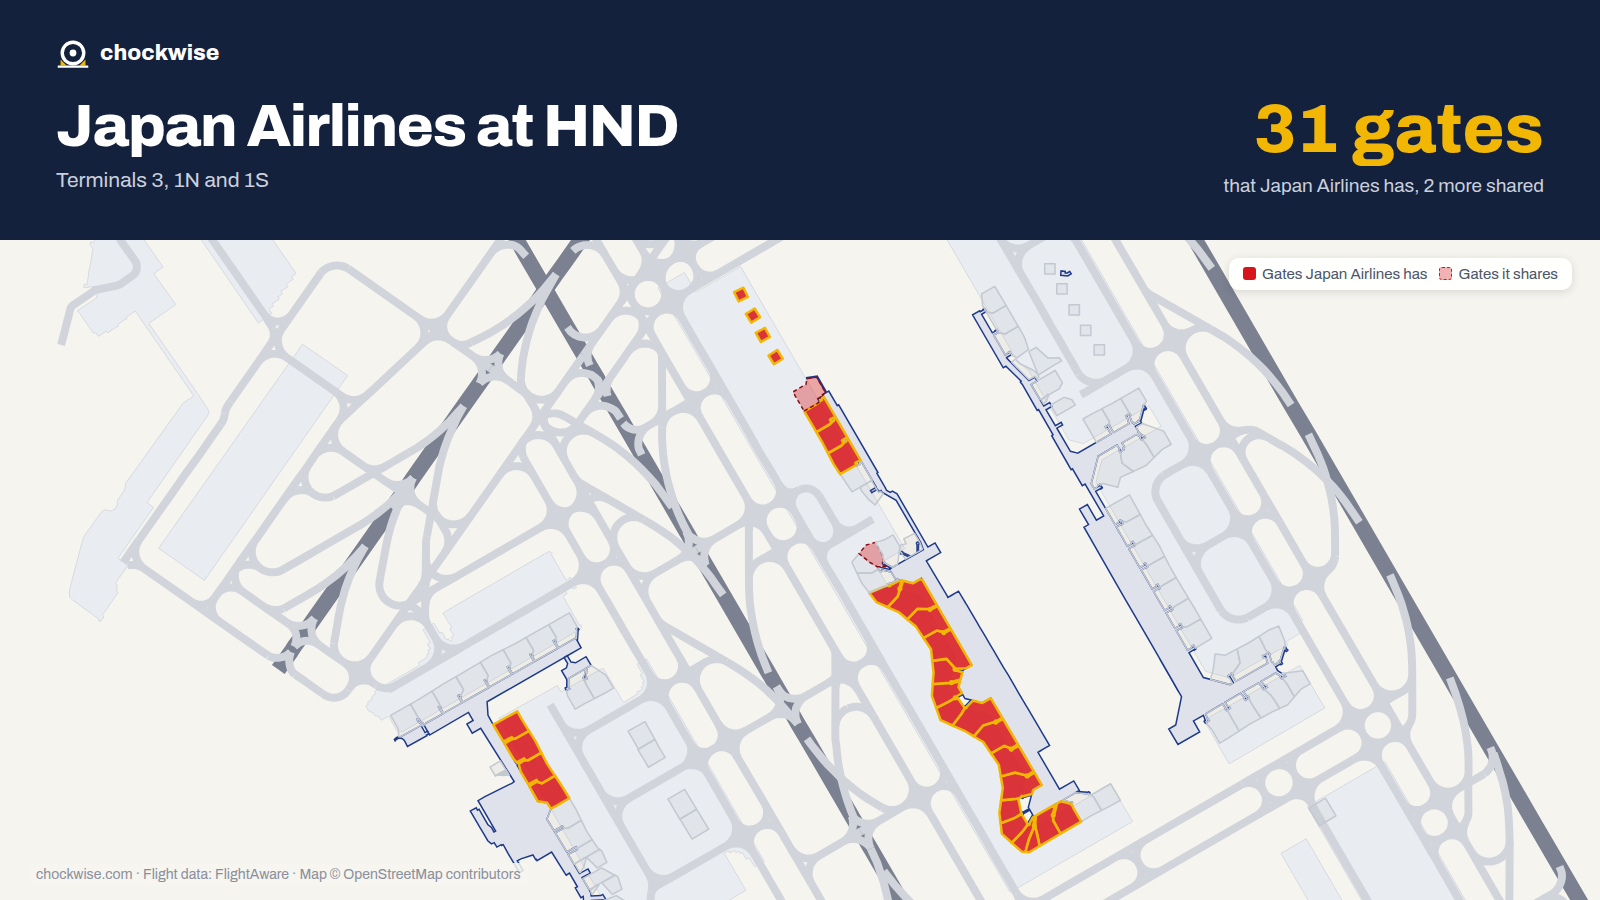 chockwise
Japan Airlines at HND
Terminals 3, 1N and 1S
31 gates
that Japan Airlines has, 2 more shared
Gates Japan Airlines has
Gates it shares
chockwise.com · Flight data: FlightAware · Map © OpenStreetMap contributors